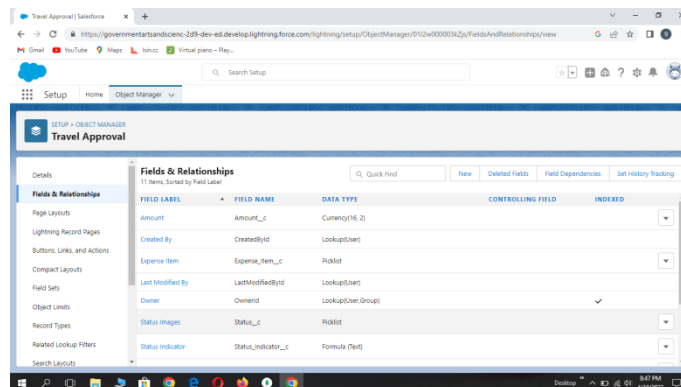 Travel Approval | Salesforce
https://governmentartsandscienc-2d9-dev-ed.develop.lightning.force.com/lightning/setup/ObjectManager/01I2w000003kZJs/FieldsAndRelationships/view
Gmail YouTube Maps Isin.cc Virtual piano – Play...
Search Setup
Setup Home Object Manager
SETUP > OBJECT MANAGER
Travel Approval
Details
Fields & Relationships
Page Layouts
Lightning Record Pages
Buttons, Links, and Actions
Compact Layouts
Field Sets
Object Limits
Record Types
Related Lookup Filters
Search Layouts
Fields & Relationships
11 Items, Sorted by Field Label
Quick Find New Deleted Fields Field Dependencies Set History Tracking
FIELD LABEL FIELD NAME DATA TYPE CONTROLLING FIELD INDEXED
Amount Amount__c Currency(16, 2)
Created By CreatedById Lookup(User)
Expense Item Expense_Item__c Picklist
Last Modified By LastModifiedById Lookup(User)
Owner OwnerId Lookup(User,Group)
Status Images Status__c Picklist
Status Indicator Status_Indicator__c Formula (Text)
Desktop 8:47 PM